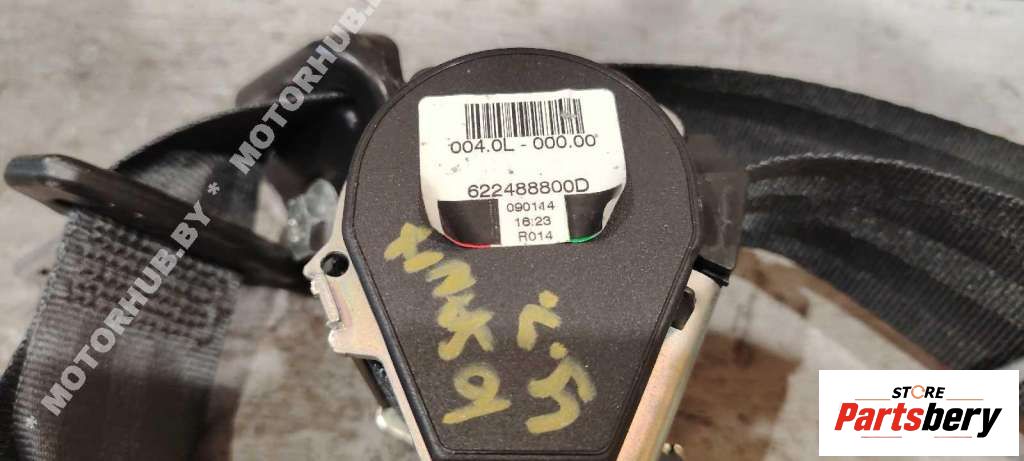 MOTORHUB.BY * MOTORHUB.BY
004.0L - 000.00
622488800D
090144
16:23
R014
STORE
Partsbery